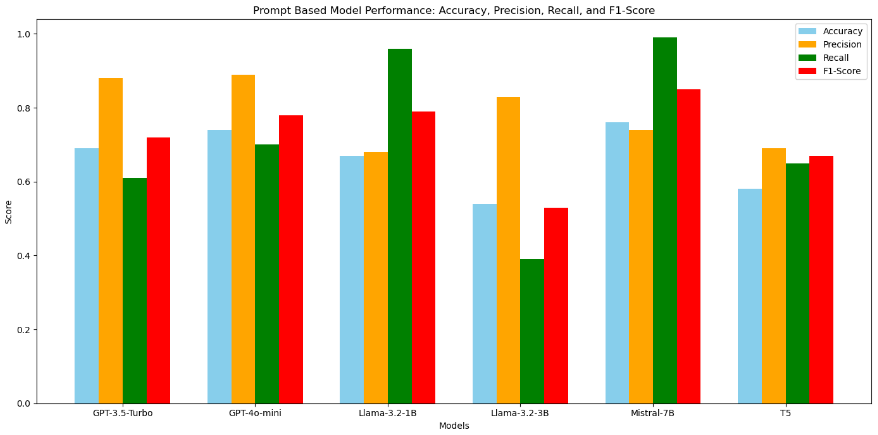 Prompt Based Model Performance: Accuracy, Precision, Recall, and F1-Score
Accuracy
Precision
Recall
F1-Score
Score
1.0
0.8
0.6
0.4
0.2
0.0
GPT-3.5-Turbo
GPT-4o-mini
Llama-3.2-1B
Llama-3.2-3B
Mistral-7B
T5
Models